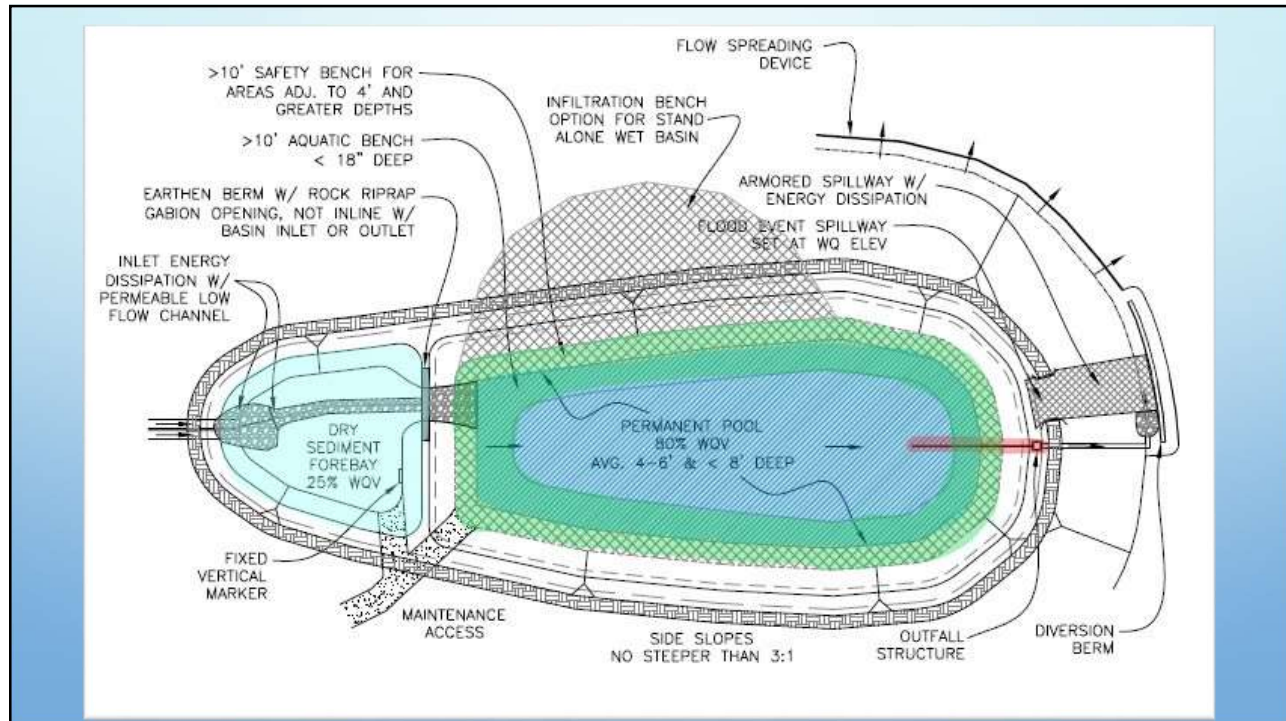 FLOW SPREADING
DEVICE
>10' SAFETY BENCH FOR
AREAS ADJ. TO 4' AND
GREATER DEPTHS
INFILTRATION BENCH
OPTION FOR STAND
ALONE WET BASIN
>10' AQUATIC BENCH
< 18" DEEP
EARTHEN BERM W/ ROCK RIPRAP
GABION OPENING, NOT INLINE W/
BASIN INLET OR OUTLET
ARMORED SPILLWAY W/
ENERGY DISSIPATION
FLOOD EVENT SPILLWAY
SET AT WQ ELEV
INLET ENERGY
DISSIPATION W/
PERMEABLE LOW
FLOW CHANNEL
DRY
SEDIMENT
FOREBAY
25% WQV
PERMANENT POOL
80% WQV
AVG. 4-6' & < 8' DEEP
FIXED
VERTICAL
MARKER
MAINTENANCE
ACCESS
SIDE SLOPES
NO STEEPER THAN 3:1
OUTFALL
STRUCTURE
DIVERSION
BERM